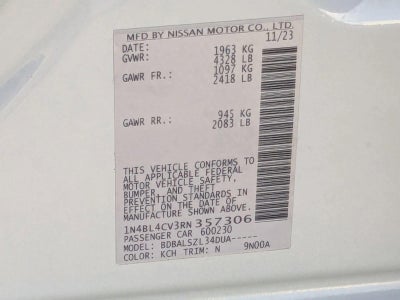 MFD BY NISSAN MOTOR CO., LTD.
DATE: 11/23
GVWR: 1963 KG
4328 LB
GAWR FR.: 1097 KG
2418 LB
GAWR RR.: 945 KG
2083 LB
THIS VEHICLE CONFORMS TO
ALL APPLICABLE FEDERAL
MOTOR VEHICLE SAFETY,
BUMPER, AND THEFT
PREVENTION STANDARDS IN
EFFECT ON THE DATE OF
MANUFACTURE SHOWN ABOVE.
1N4BL4CV3RN357306
PASSENGER CAR 600230
MODEL: BDBALSZL34DUA-----
COLOR: KCH TRIM: N 9N00A